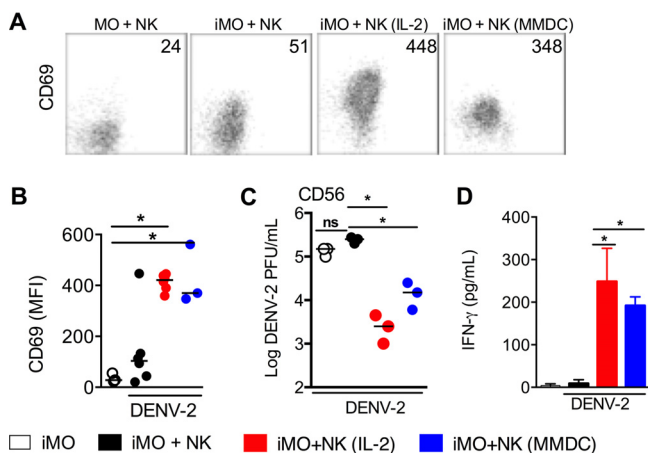 A
MO + NK
iMO + NK
iMO + NK (IL-2)
iMO + NK (MMDC)
24
51
448
348
CD69
CD56
B
CD69 (MFI)
600
400
200
0
*
*
DENV-2
C
Log DENV-2 PFU/mL
6
5
4
3
2
ns
*
*
DENV-2
D
IFN-γ (pg/mL)
400
300
200
100
0
*
*
DENV-2
iMO
iMO + NK
iMO+NK (IL-2)
iMO+NK (MMDC)